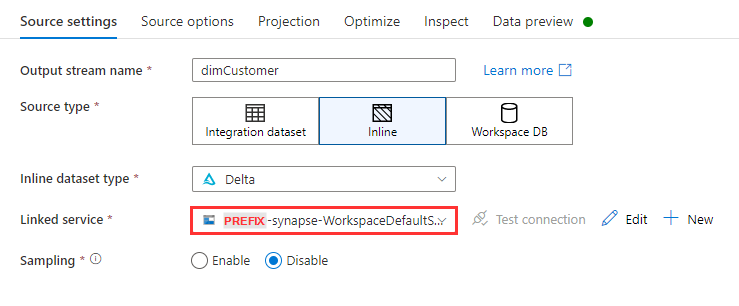 Source settings Source options Projection Optimize Inspect Data preview
Output stream name * dimCustomer Learn more
Source type * Integration dataset Inline Workspace DB
Inline dataset type * Delta
Linked service * PREFIX-synapse-WorkspaceDefaultS... Test connection Edit New
Sampling * Enable Disable